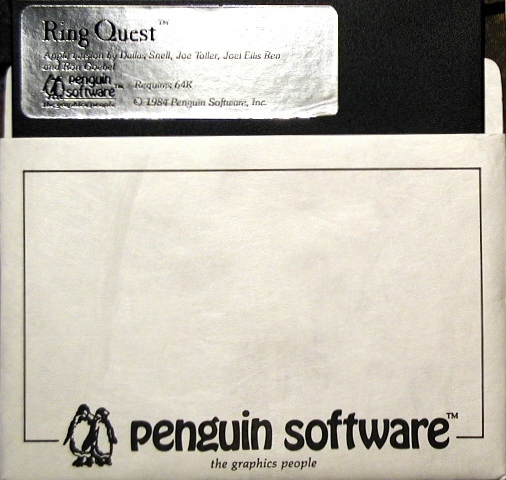 Ring Quest™
Apple version by Dallas Snell, Joe Toler, Joel Ellis Rea
and Ron Goebel
penguin software™ Requires 64K
the graphics people © 1984 Penguin Software, Inc.
penguin software™
the graphics people